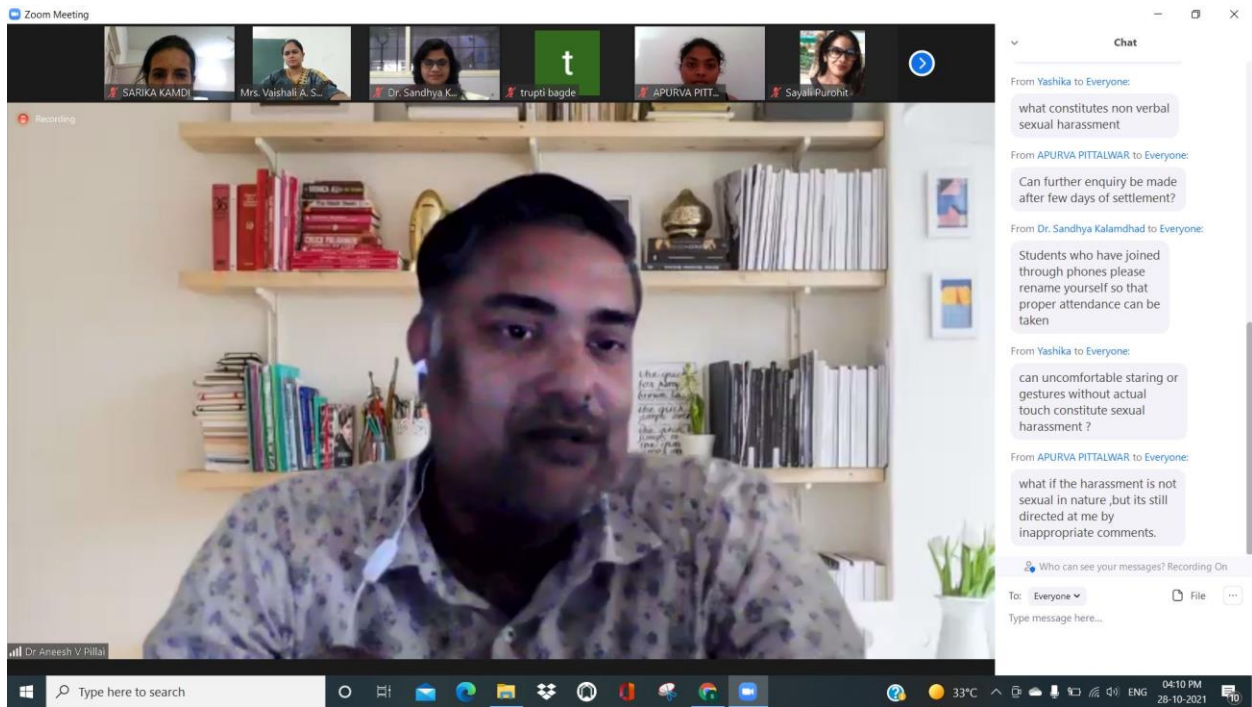 Zoom Meeting
SARIKA KAMDI
Mrs. Vaishali A. S...
Dr. Sandhya K...
t
trupti bagde
APURVA PITT...
Sayali Purohit
Recording
Dr Aneesh V Pillai
Chat
From Yashika to Everyone:
what constitutes non verbal
sexual harassment
From APURVA PITTALWAR to Everyone:
Can further enquiry be made
after few days of settlement?
From Dr. Sandhya Kalamdhad to Everyone:
Students who have joined
through phones please
rename yourself so that
proper attendance can be
taken
From Yashika to Everyone:
can uncomfortable staring or
gestures without actual
touch constitute sexual
harassment ?
From APURVA PITTALWAR to Everyone:
what if the harassment is not
sexual in nature ,but its still
directed at me by
inappropriate comments.
Who can see your messages? Recording On
To: Everyone
File
Type message here...
Type here to search
33°C
ENG
04:10 PM
28-10-2021
10